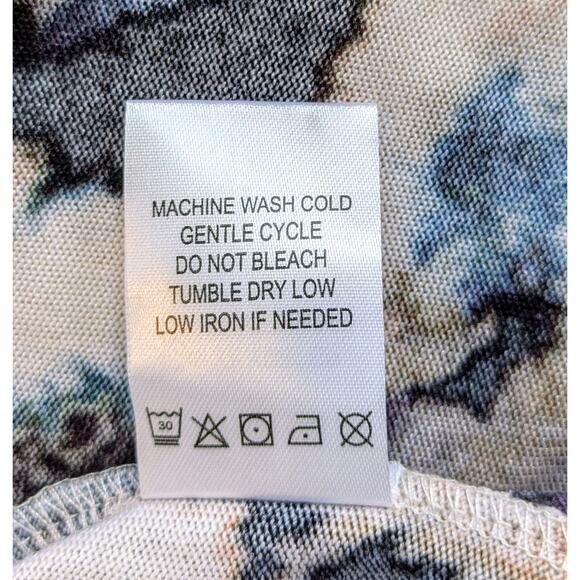 MACHINE WASH COLD
GENTLE CYCLE
DO NOT BLEACH
TUMBLE DRY LOW
LOW IRON IF NEEDED
30